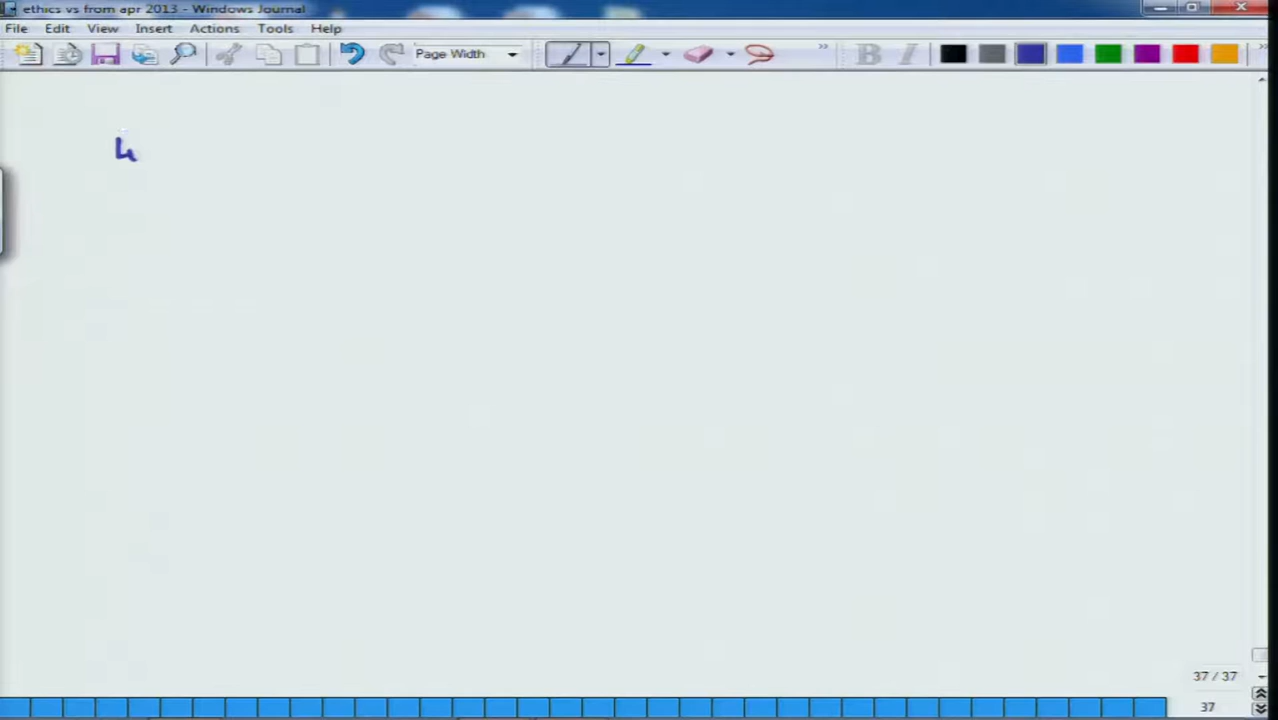 ethics vs from apr 2013 - Windows Journal
File Edit View Insert Actions Tools Help
Page Width B I
37 / 37
37